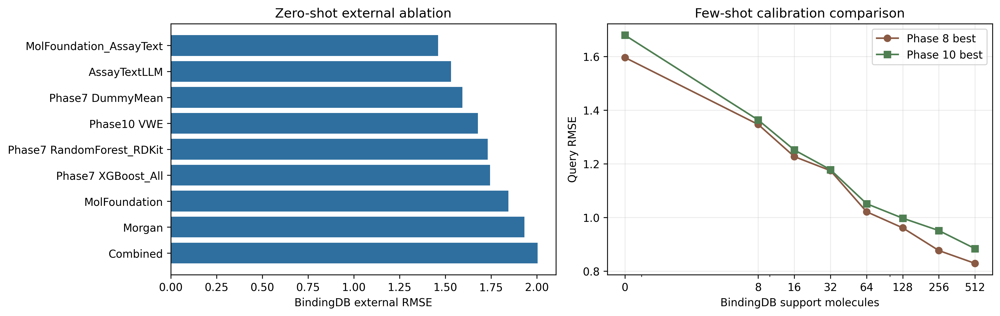 Zero-shot external ablation
MolFoundation_AssayText
AssayTextLLM
Phase7 DummyMean
Phase10 VWE
Phase7 RandomForest_RDKit
Phase7 XGBoost_All
MolFoundation
Morgan
Combined
0.00 0.25 0.50 0.75 1.00 1.25 1.50 1.75 2.00
BindingDB external RMSE
Few-shot calibration comparison
Phase 8 best
Phase 10 best
Query RMSE
1.6
1.4
1.2
1.0
0.8
0 8 16 32 64 128 256 512
BindingDB support molecules